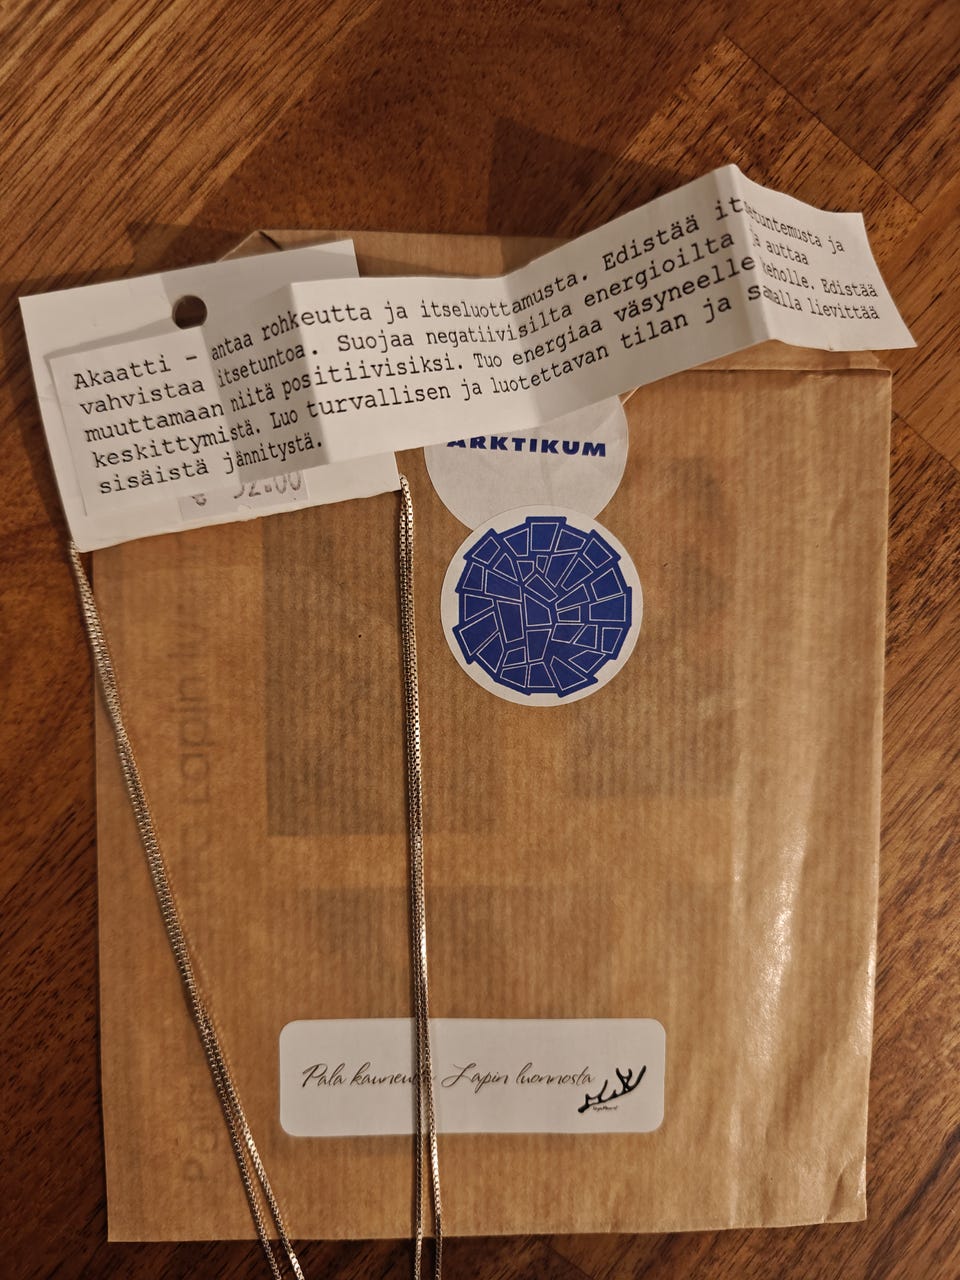 Akaatti - antaa rohkeutta ja itseluottamusta. Edistää itsetuntemusta ja
vahvistaa itsetuntoa. Suojaa negatiivisilta energioilta ja auttaa
muuttamaan niitä positiivisiksi. Tuo energiaa väsyneelle keholle. Edistää
keskittymistä. Luo turvallisen ja luotettavan tilan ja samalla lievittää
sisäistä jännitystä.
€
ARKTIKUM
Pala kauneutta Lapin luonnosta